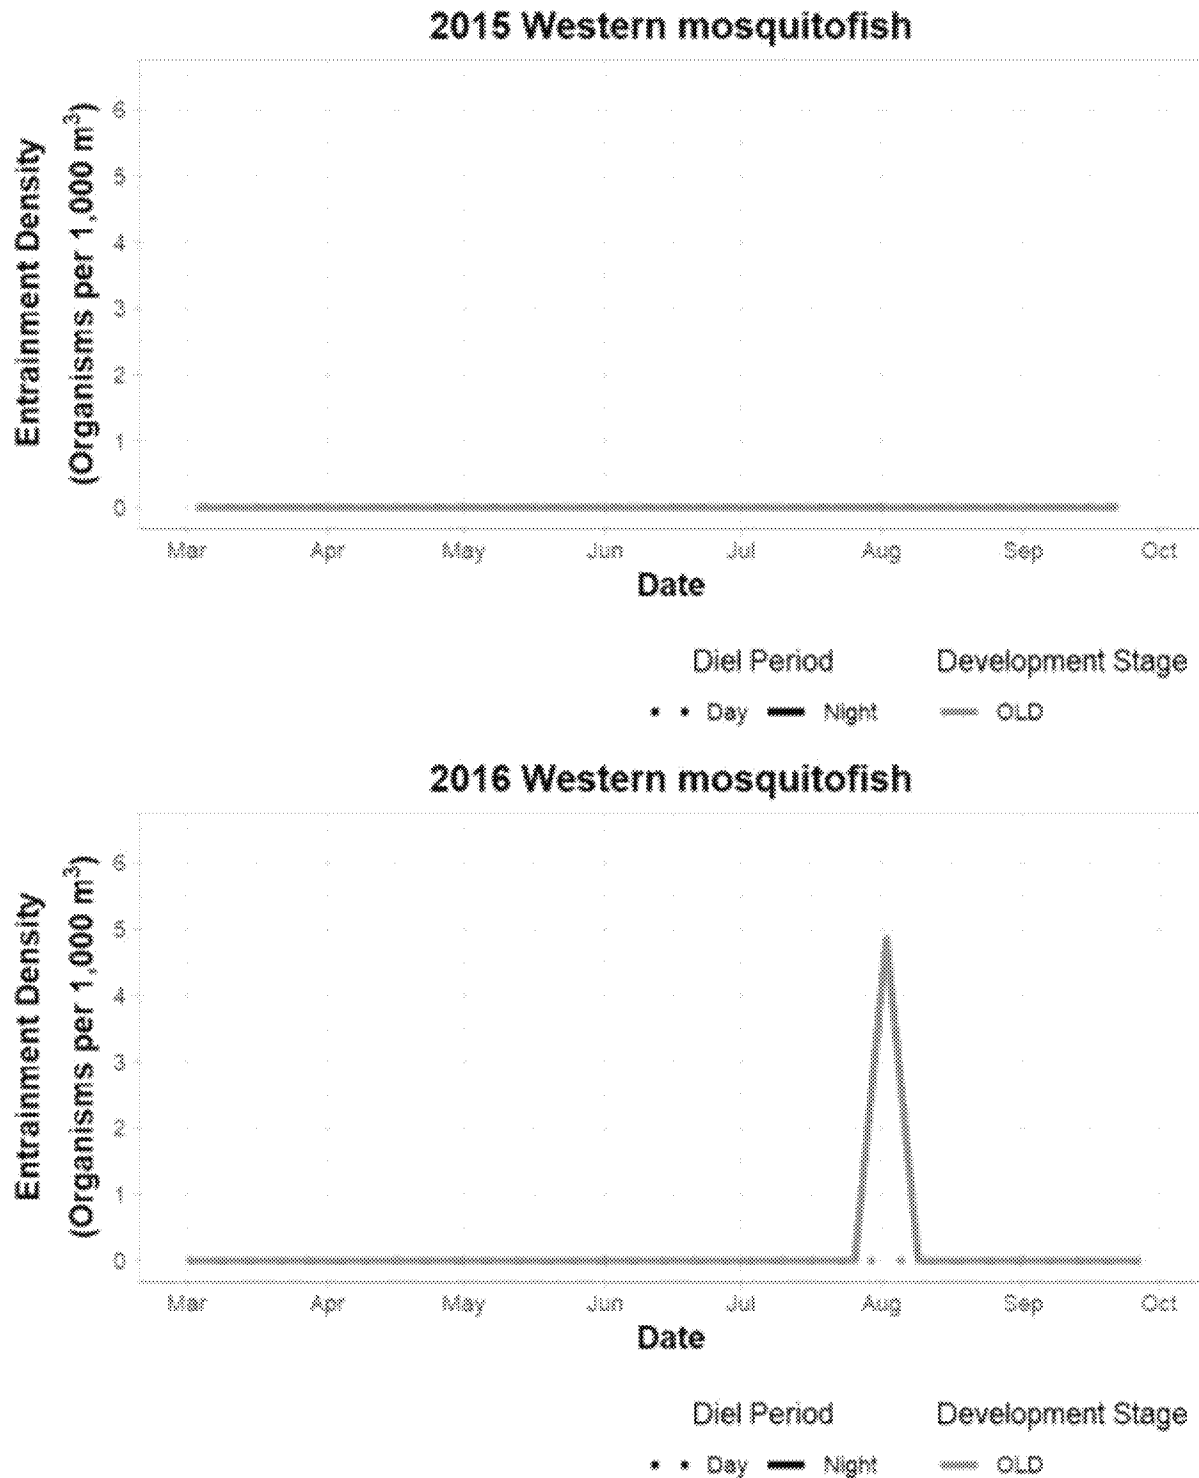 2015 Western mosquitofish
Entrainment Density
(Organisms per 1,000 m³)
6
5
4
3
2
1
0
Mar Apr May Jun Jul Aug Sep Oct
Date
Diel Period Development Stage
Day Night OLD
2016 Western mosquitofish
Entrainment Density
(Organisms per 1,000 m³)
6
5
4
3
2
1
0
Mar Apr May Jun Jul Aug Sep Oct
Date
Diel Period Development Stage
Day Night OLD